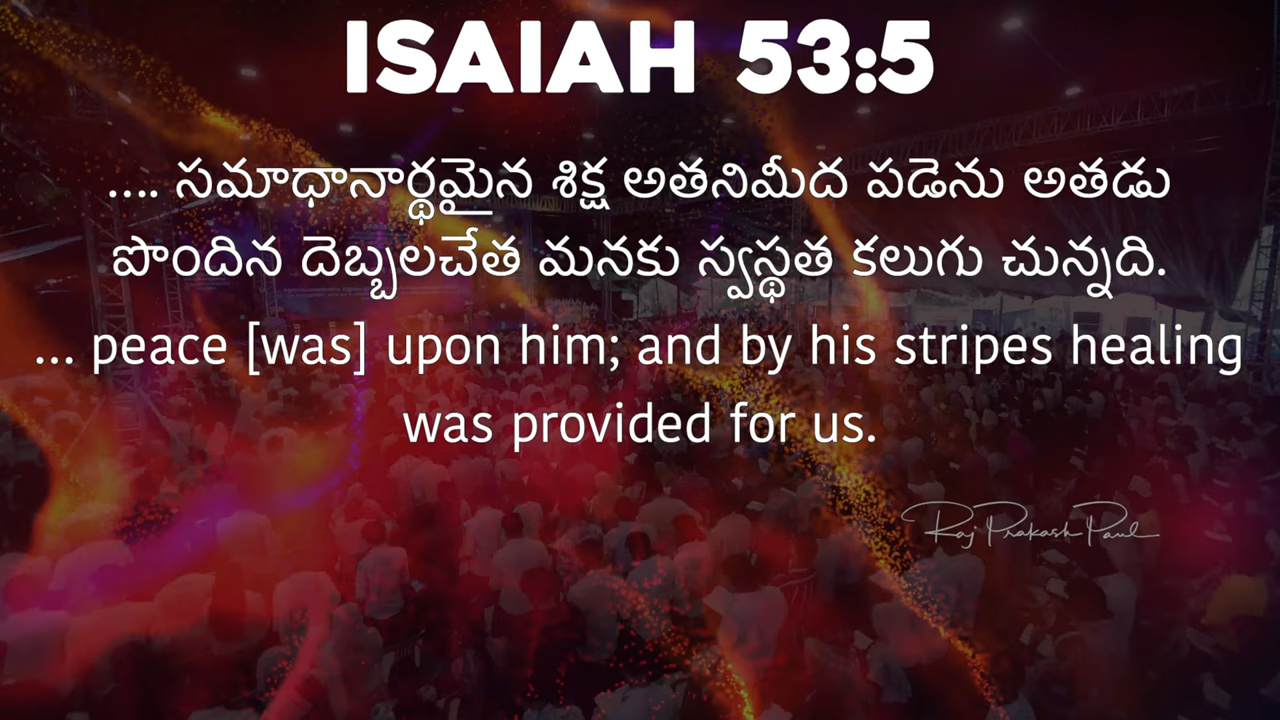 ISAIAH 53:5
.... సమాధానార్థమైన శిక్ష అతనిమీద పడెను అతడు
పొందిన దెబ్బలచేత మనకు స్వస్థత కలుగు చున్నది.
... peace [was] upon him; and by his stripes healing
was provided for us.
Raj Prakash Paul